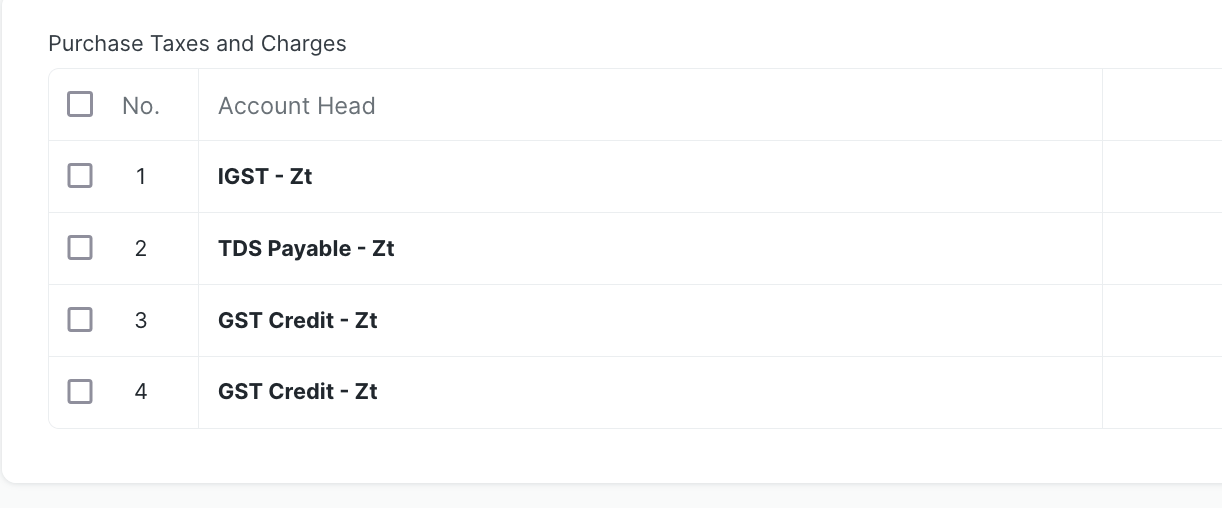 Purchase Taxes and Charges
No. Account Head
1 IGST - Zt
2 TDS Payable - Zt
3 GST Credit - Zt
4 GST Credit - Zt